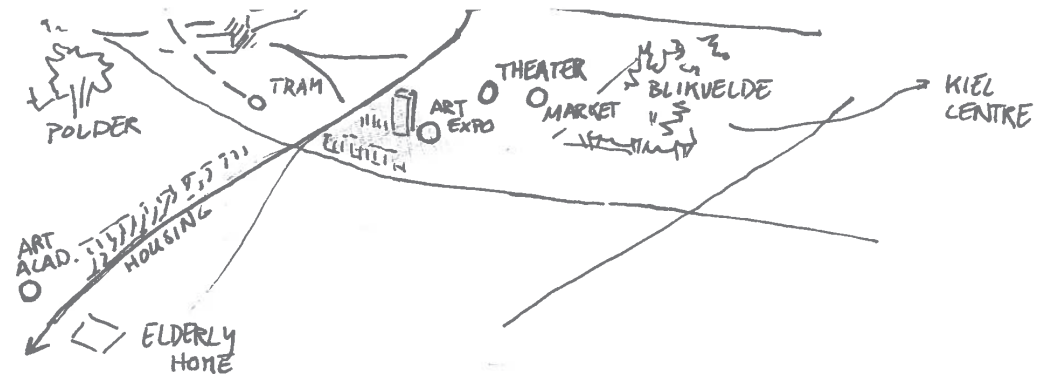 POLDER
TRAM
ART
EXPO
THEATER
MARKET
BLIKVELDE
KIEL
CENTRE
HOUSING
ART
ACAD.
ELDERLY
HOME